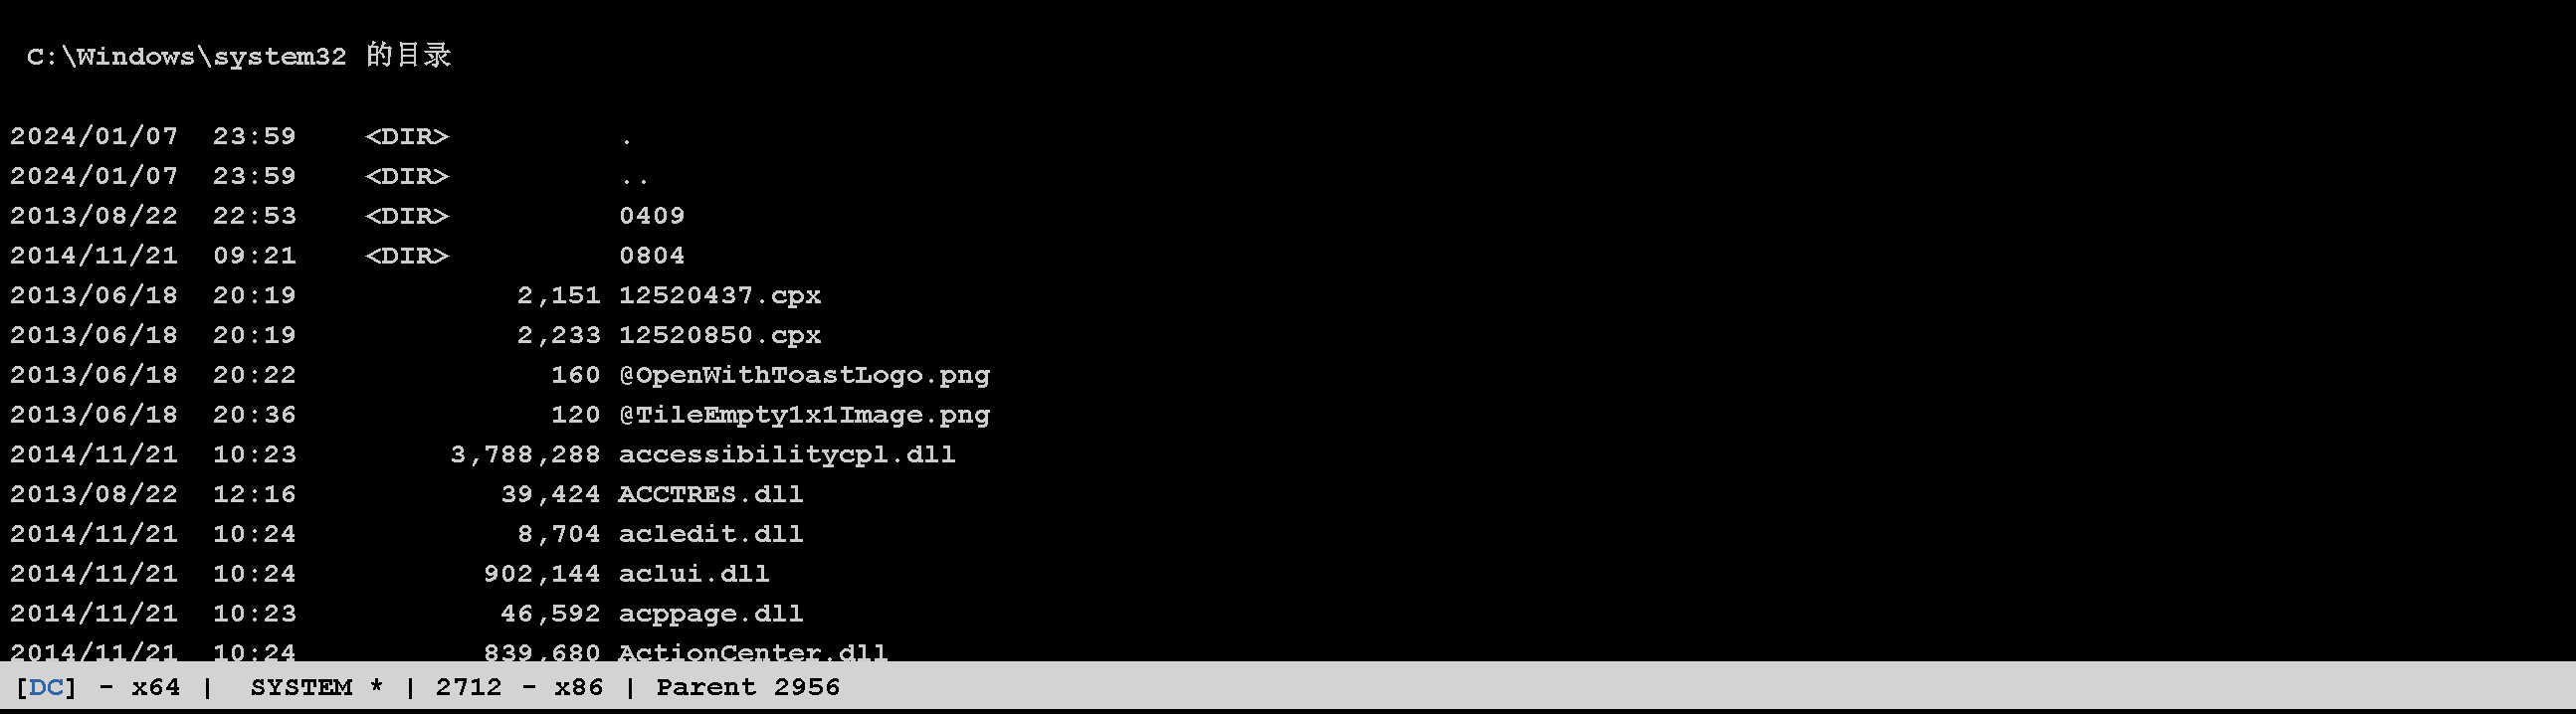 C:\Windows\system32 的目录
2024/01/07  23:59    <DIR>          .
2024/01/07  23:59    <DIR>          ..
2013/08/22  22:53    <DIR>          0409
2014/11/21  09:21    <DIR>          0804
2013/06/18  20:19             2,151 12520437.cpx
2013/06/18  20:19             2,233 12520850.cpx
2013/06/18  20:22               160 @OpenWithToastLogo.png
2013/06/18  20:36               120 @TileEmpty1x1Image.png
2014/11/21  10:23         3,788,288 accessibilitycpl.dll
2013/08/22  12:16            39,424 ACCTRES.dll
2014/11/21  10:24             8,704 acledit.dll
2014/11/21  10:24           902,144 aclui.dll
2014/11/21  10:23            46,592 acppage.dll
2014/11/21  10:24           839,680 ActionCenter.dll
[DC] - x64 |  SYSTEM * | 2712 - x86 | Parent 2956